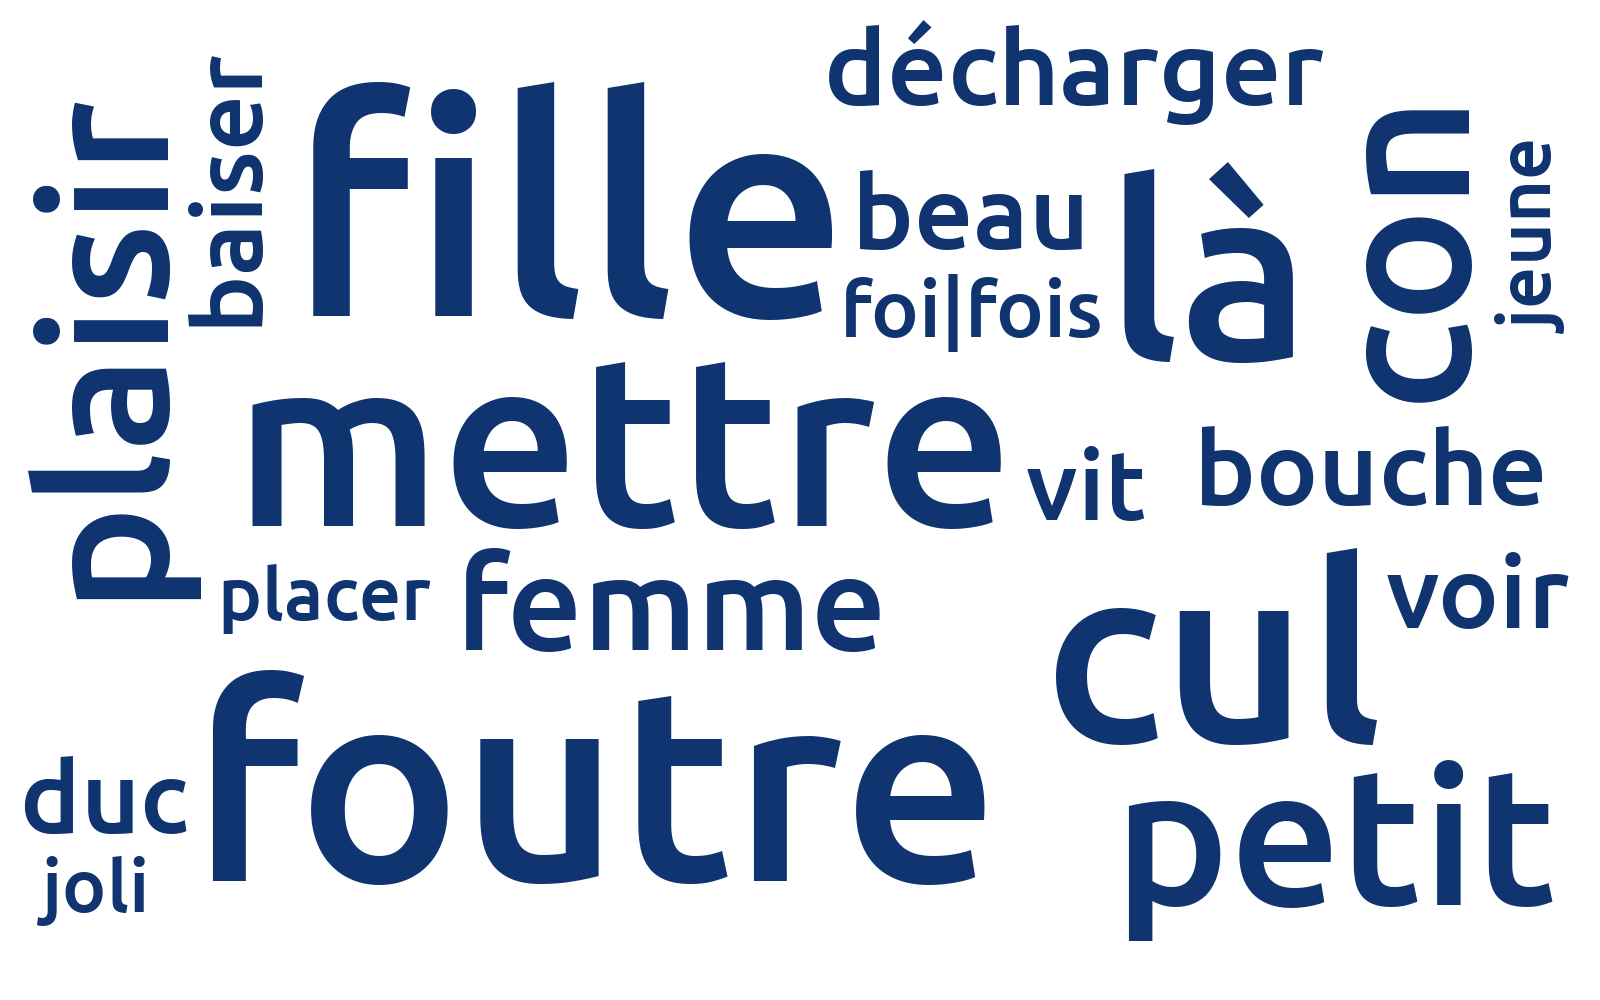 décharger
plaisir
baiser
fille
beau
là
con
jeune
foi|fois
mettre
vit
bouche
placer
femme
cul
voir
foutre
duc
petit
joli